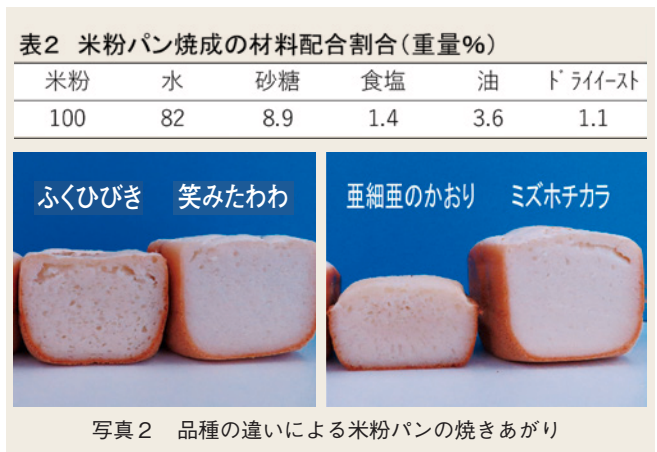 表2 米粉パン焼成の材料配合割合(重量%)
米粉 水 砂糖 食塩 油 ﾄﾞﾗｲｲｰｽﾄ
100 82 8.9 1.4 3.6 1.1
ふくひびき 笑みたわわ 亜細亜のかおり ミズホチカラ
写真2 品種の違いによる米粉パンの焼きあがり